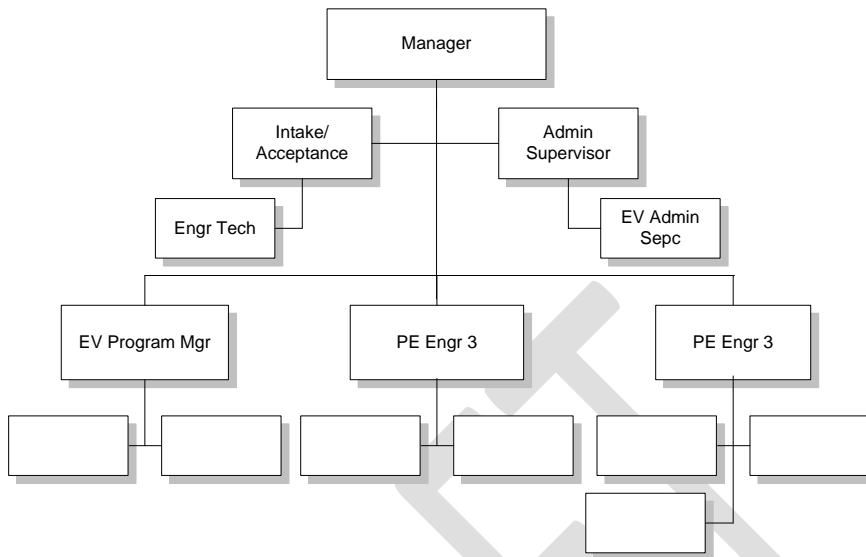 Manager
Intake/
Acceptance
Admin
Supervisor
Engr Tech
EV Admin
Sepc
EV Program Mgr
PE Engr 3
PE Engr 3